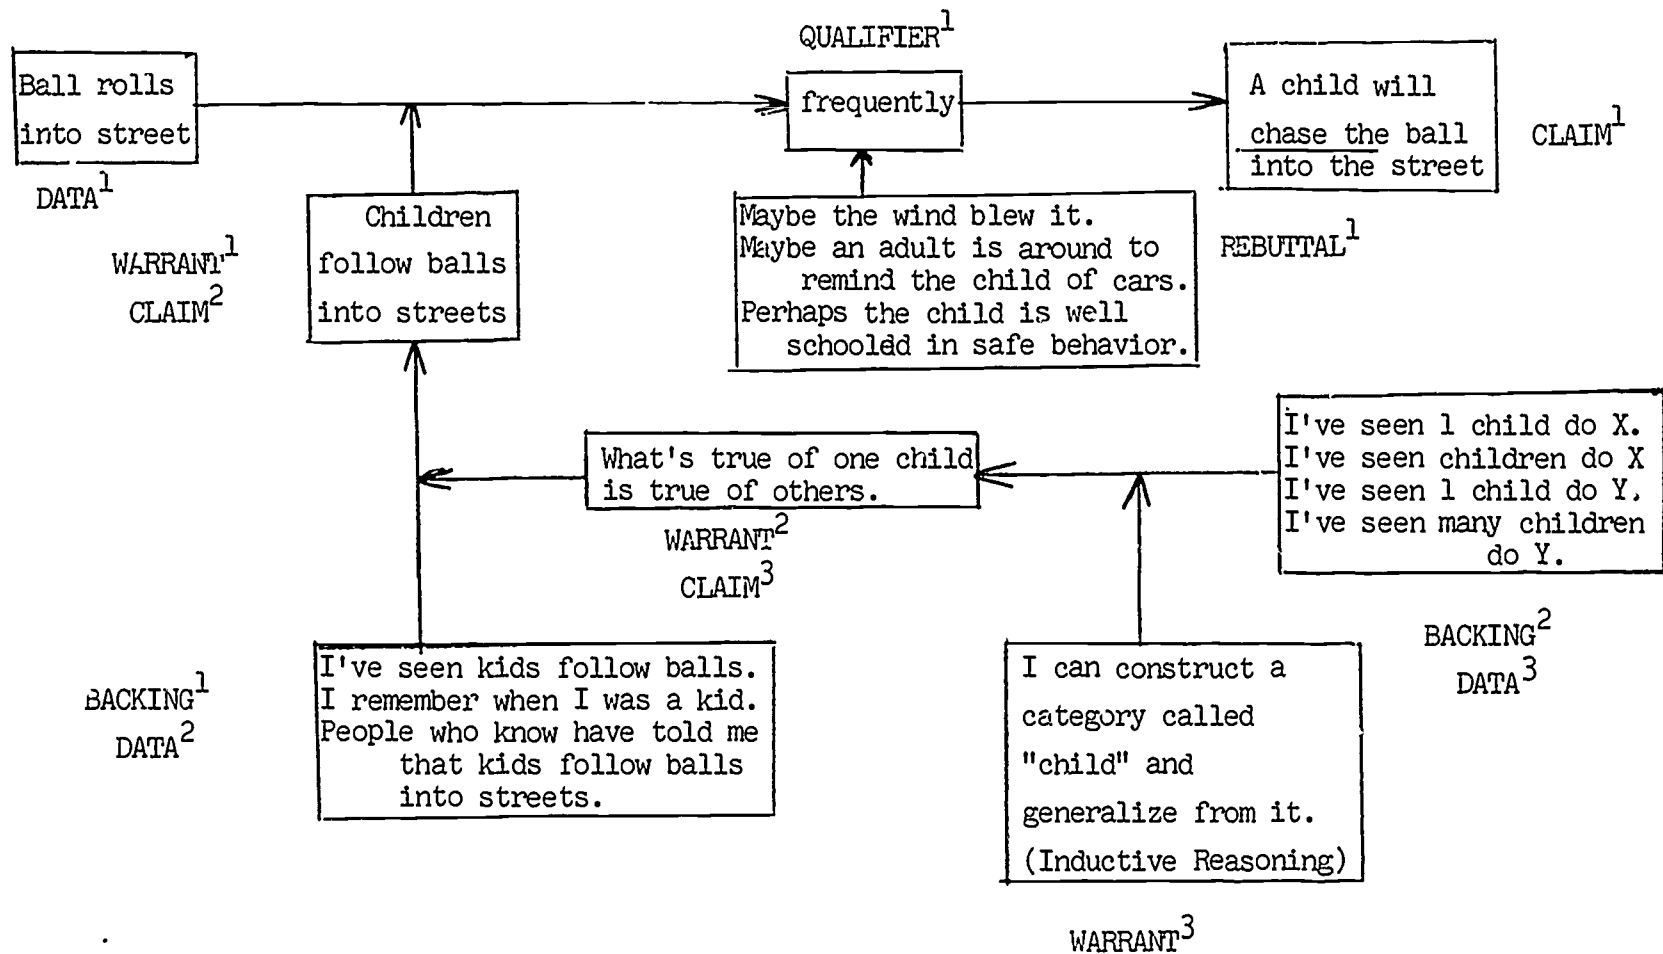 QUALIFIER¹
Ball rolls
into street
DATA¹
frequently
A child will
chase the ball
into the street
CLAIM¹
WARRANT¹
CLAIM²
Children
follow balls
into streets
Maybe the wind blew it.
Maybe an adult is around to
remind the child of cars.
Perhaps the child is well
schooled in safe behavior.
REBUTTAL¹
What's true of one child
is true of others.
WARRANT²
CLAIM³
I've seen 1 child do X.
I've seen children do X
I've seen 1 child do Y.
I've seen many children
do Y.
BACKING²
DATA³
BACKING¹
DATA²
I've seen kids follow balls.
I remember when I was a kid.
People who know have told me
that kids follow balls
into streets.
I can construct a
category called
"child" and
generalize from it.
(Inductive Reasoning)
WARRANT³